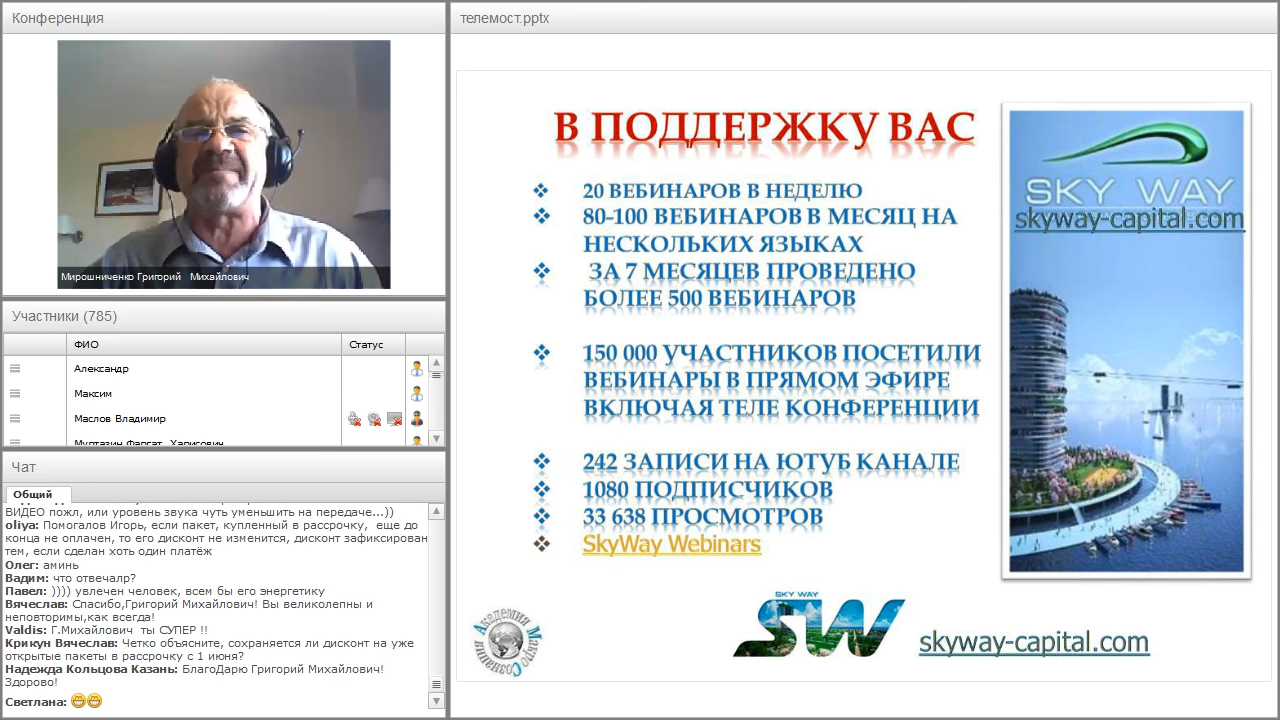 Конференция
Мирошниченко Григорий Михайлович
Участники (785)
ФИО Статус
Александр
Максим
Маслов Владимир
Муртазин Фаргат Харисович
Чат
Общий
ВИДЕО пожл, или уровень звука чуть уменьшить на передаче...))
oliya: Помогалов Игорь, если пакет, купленный в рассрочку, еще до
конца не оплачен, то его дисконт не изменится, дисконт зафиксирован
тем, если сделан хоть один платёж
Олег: аминь
Вадим: что отвечалр?
Павел: )))) увлечен человек, всем бы его энергетику
Вячеслав: Спасибо,Григорий Михайлович! Вы великолепны и
неповторимы,как всегда!
Valdis: Г.Михайлович ты СУПЕР !!
Крикун Вячеслав: Четко объясните, сохраняется ли дисконт на уже
открытые пакеты в рассрочку с 1 июня?
Надежда Кольцова Казань: БлагоДарю Григорий Михайлович!
Здорово!
Светлана:
телемост.pptx
В ПОДДЕРЖКУ ВАС
20 ВЕБИНАРОВ В НЕДЕЛЮ
80-100 ВЕБИНАРОВ В МЕСЯЦ НА
НЕСКОЛЬКИХ ЯЗЫКАХ
ЗА 7 МЕСЯЦЕВ ПРОВЕДЕНО
БОЛЕЕ 500 ВЕБИНАРОВ
150 000 УЧАСТНИКОВ ПОСЕТИЛИ
ВЕБИНАРЫ В ПРЯМОМ ЭФИРЕ
ВКЛЮЧАЯ ТЕЛЕ КОНФЕРЕНЦИИ
242 ЗАПИСИ НА ЮТУБ КАНАЛЕ
1080 ПОДПИСЧИКОВ
33 638 ПРОСМОТРОВ
SkyWay Webinars
SKY WAY
skyway-capital.com
Академия Макро Сознания
SKY WAY
SW
skyway-capital.com